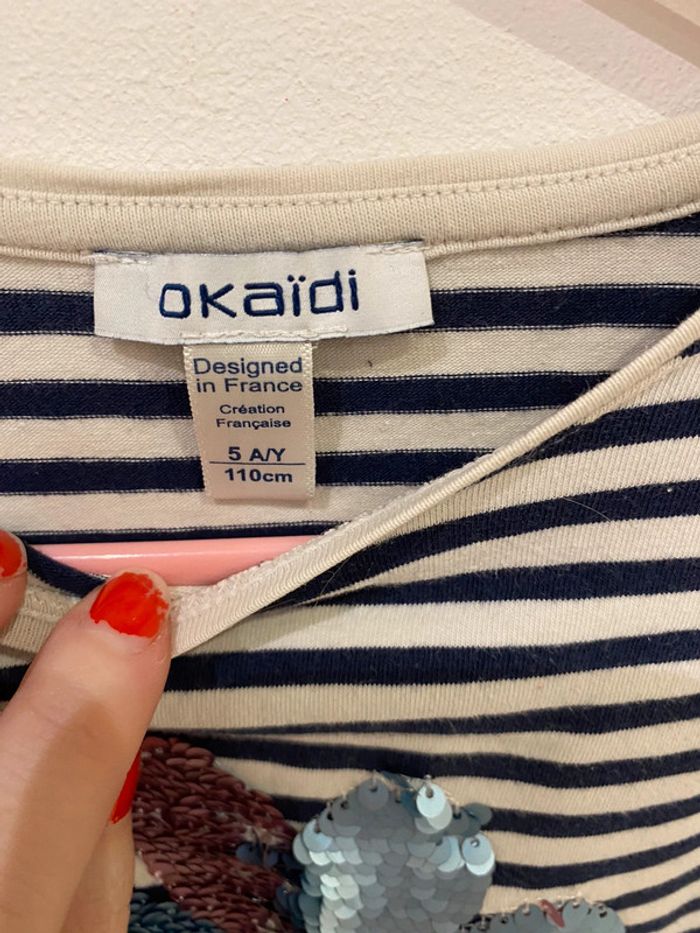 okaïdi
Designed
in France
Création
Française
5 A/Y
110cm